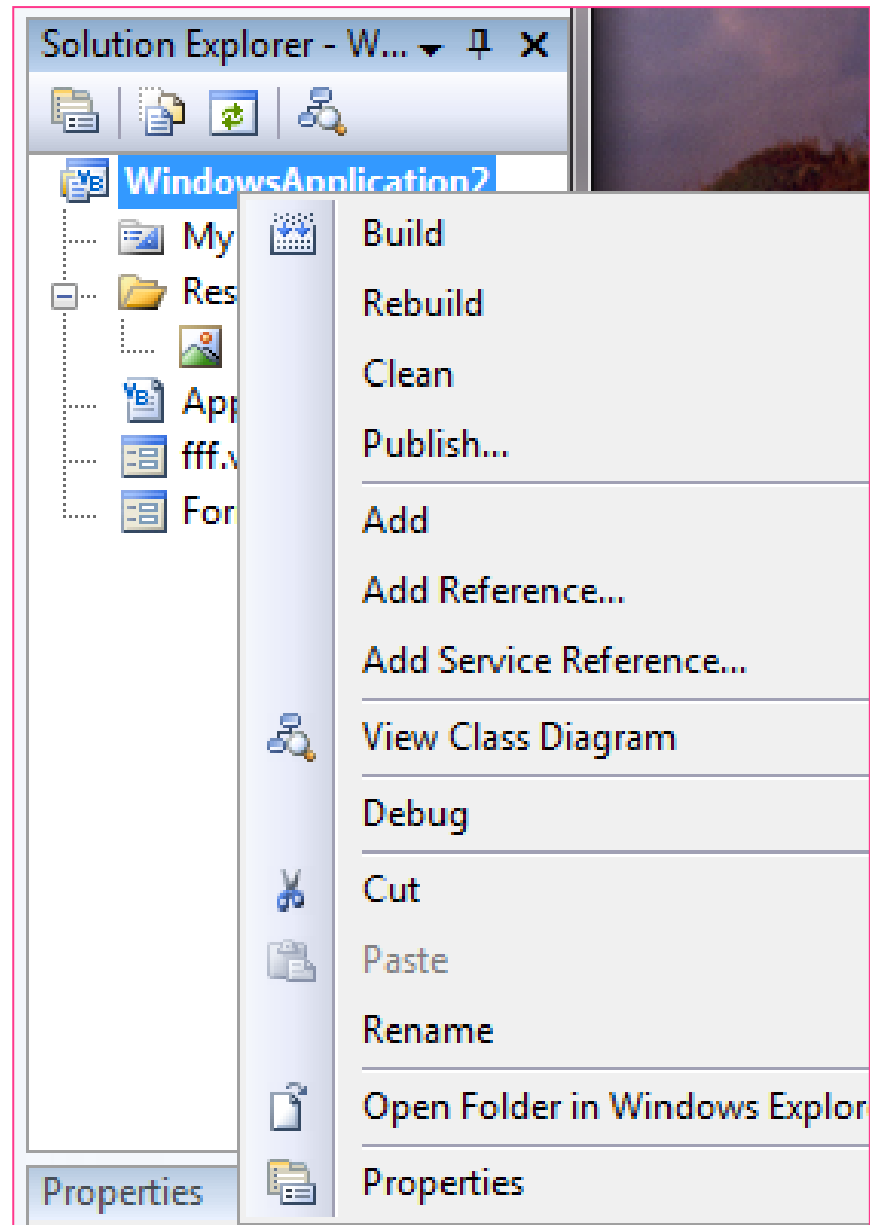 Solution Explorer - W...
WindowsApplication2
My
Res
App
fff.v
For
Build
Rebuild
Clean
Publish...
Add
Add Reference...
Add Service Reference...
View Class Diagram
Debug
Cut
Paste
Rename
Open Folder in Windows Explor
Properties
Properties